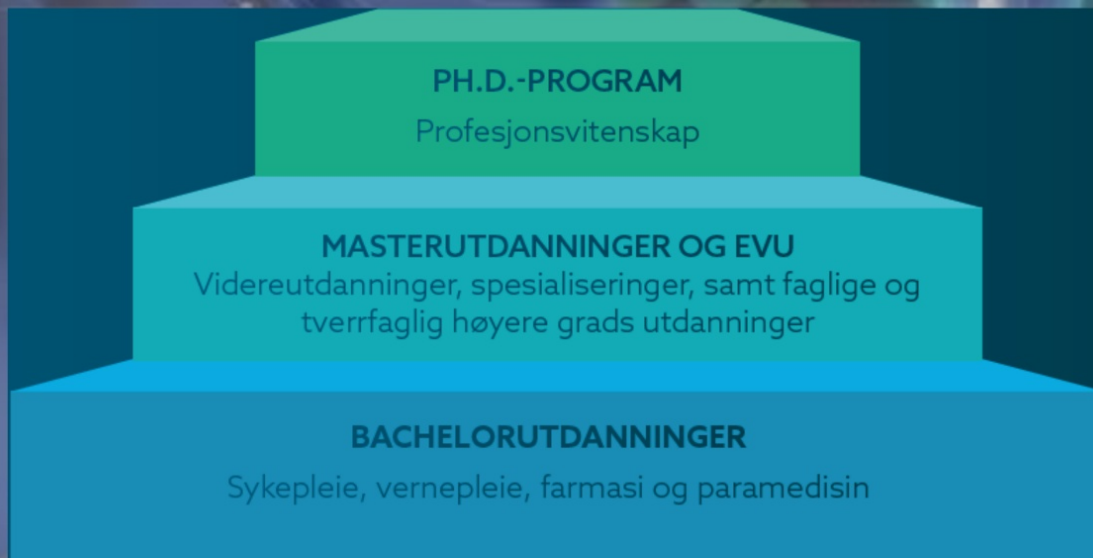 PH.D.-PROGRAM
Profesjonsvitenskap
MASTERUTDANNINGER OG EVU
Videreutdanninger, spesialiseringer, samt faglige og
tverrfaglig høyere grads utdanninger
BACHELORUTDANNINGER
Sykepleie, vernepleie, farmasi og paramedisin